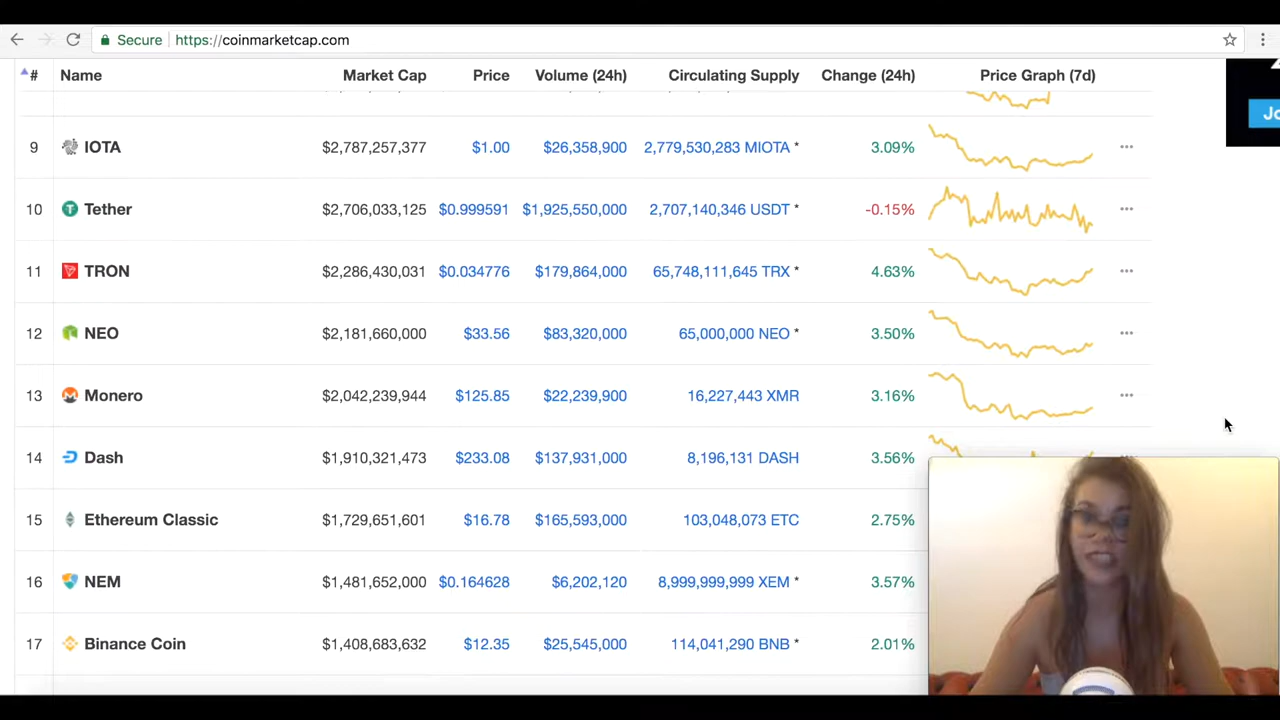 Secure https://coinmarketcap.com
# Name Market Cap Price Volume (24h) Circulating Supply Change (24h) Price Graph (7d)
9 IOTA $2,787,257,377 $1.00 $26,358,900 2,779,530,283 MIOTA * 3.09%
10 Tether $2,706,033,125 $0.999591 $1,925,550,000 2,707,140,346 USDT * -0.15%
11 TRON $2,286,430,031 $0.034776 $179,864,000 65,748,111,645 TRX * 4.63%
12 NEO $2,181,660,000 $33.56 $83,320,000 65,000,000 NEO * 3.50%
13 Monero $2,042,239,944 $125.85 $22,239,900 16,227,443 XMR 3.16%
14 Dash $1,910,321,473 $233.08 $137,931,000 8,196,131 DASH 3.56%
15 Ethereum Classic $1,729,651,601 $16.78 $165,593,000 103,048,073 ETC 2.75%
16 NEM $1,481,652,000 $0.164628 $6,202,120 8,999,999,999 XEM * 3.57%
17 Binance Coin $1,408,683,632 $12.35 $25,545,000 114,041,290 BNB * 2.01%